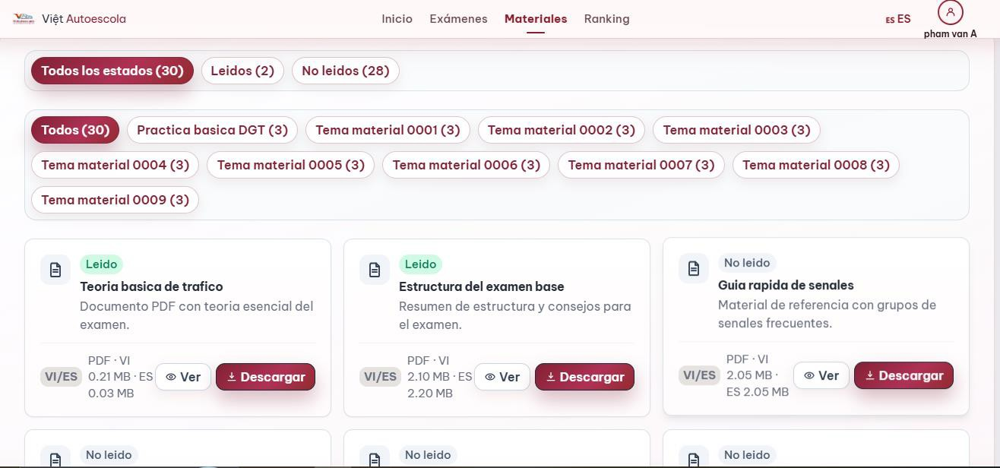 Việt Autoescola
Inicio Exámenes Materiales Ranking
ES ES
pham van A
Todos los estados (30) Leidos (2) No leidos (28)
Todos (30) Practica basica DGT (3) Tema material 0001 (3) Tema material 0002 (3) Tema material 0003 (3)
Tema material 0004 (3) Tema material 0005 (3) Tema material 0006 (3) Tema material 0007 (3) Tema material 0008 (3)
Tema material 0009 (3)
Leido
Teoria basica de trafico
Documento PDF con teoria esencial del
examen.
VI/ES
PDF · VI
0.21 MB · ES
0.03 MB
Ver
Descargar
Leido
Estructura del examen base
Resumen de estructura y consejos para
el examen.
VI/ES
PDF · VI
2.10 MB · ES
2.20 MB
Ver
Descargar
No leido
Guia rapida de senales
Material de referencia con grupos de
senales frecuentes.
VI/ES
PDF · VI
2.05 MB ·
ES 2.05 MB
Ver
Descargar
No leido
No leido
No leido